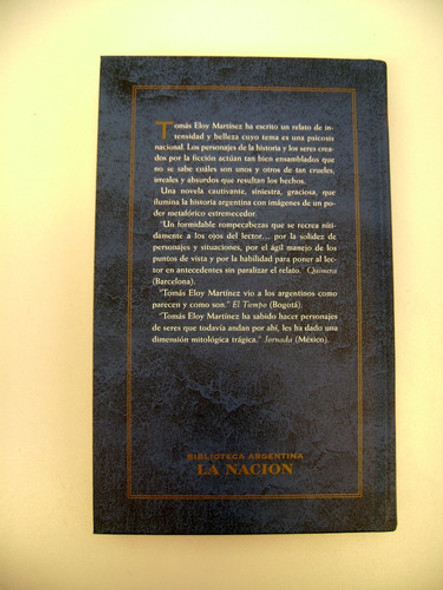 Tomás Eloy Martínez ha escrito un relato de in-
tensidad y belleza cuyo tema es una psicosis
nacional. Los personajes de la historia y los seres crea-
dos por la ficción actúan tan bien ensamblados que
no se sabe cuáles son unos y otros de tan crueles,
irreales y absurdos que resultan los hechos.
Una novela cautivante, siniestra, graciosa, que
ilumina la historia argentina con imágenes de un po-
der metafórico estremecedor.
"Un formidable rompecabezas que se recrea níti-
damente a los ojos del lector... por la solidez de
personajes y situaciones, por el ágil manejo de los
puntos de vista y por la habilidad para poner al lec-
tor en antecedentes sin paralizar el relato." Quimera
(Barcelona).
"Tomás Eloy Martínez vio a los argentinos como
parecen y como son." El Tiempo (Bogotá).
"Tomás Eloy Martínez ha sabido hacer personajes
de seres que todavía andan por ahí, les ha dado una
dimensión mitológica trágica." Jornada (México).
BIBLIOTECA ARGENTINA
LA NACION